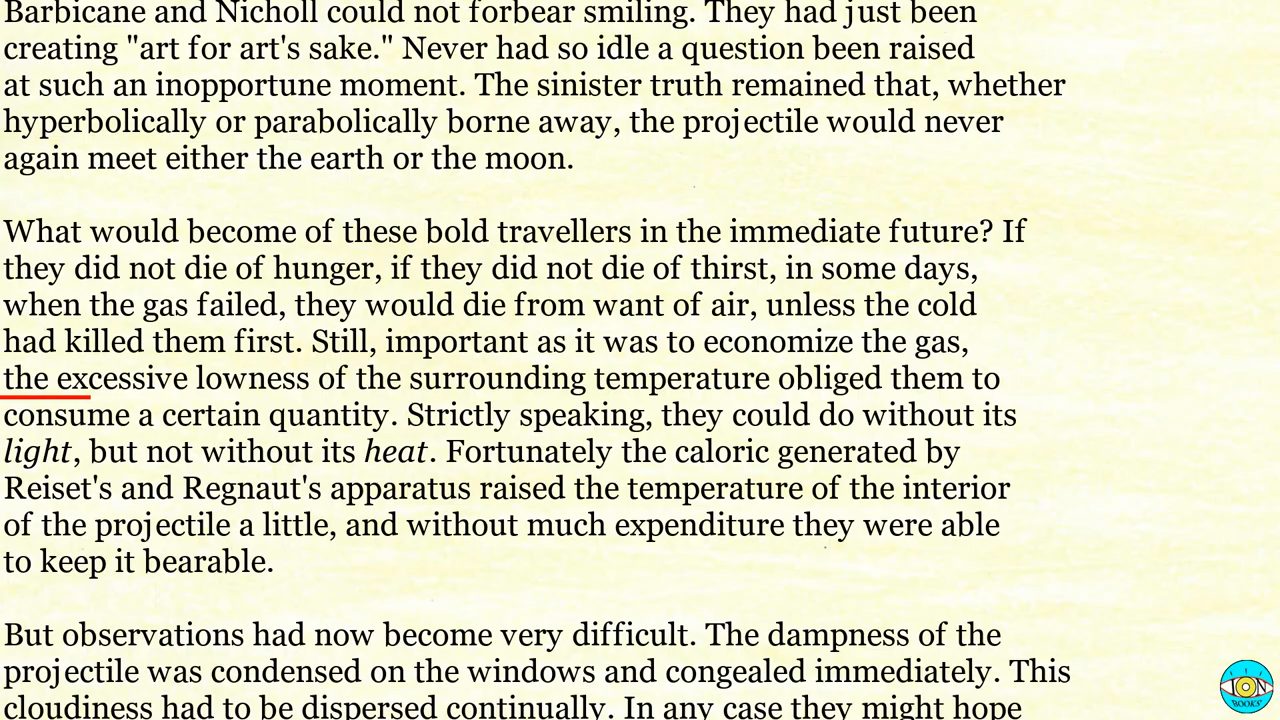 Barbicane and Nicholl could not forbear smiling. They had just been
creating "art for art's sake." Never had so idle a question been raised
at such an inopportune moment. The sinister truth remained that, whether
hyperbolically or parabolically borne away, the projectile would never
again meet either the earth or the moon.

What would become of these bold travellers in the immediate future? If
they did not die of hunger, if they did not die of thirst, in some days,
when the gas failed, they would die from want of air, unless the cold
had killed them first. Still, important as it was to economize the gas,
the excessive lowness of the surrounding temperature obliged them to
consume a certain quantity. Strictly speaking, they could do without its
light, but not without its heat. Fortunately the caloric generated by
Reiset's and Regnaut's apparatus raised the temperature of the interior
of the projectile a little, and without much expenditure they were able
to keep it bearable.

But observations had now become very difficult. The dampness of the
projectile was condensed on the windows and congealed immediately. This
cloudiness had to be dispersed continually. In any case they might hope
ION
BOOKS